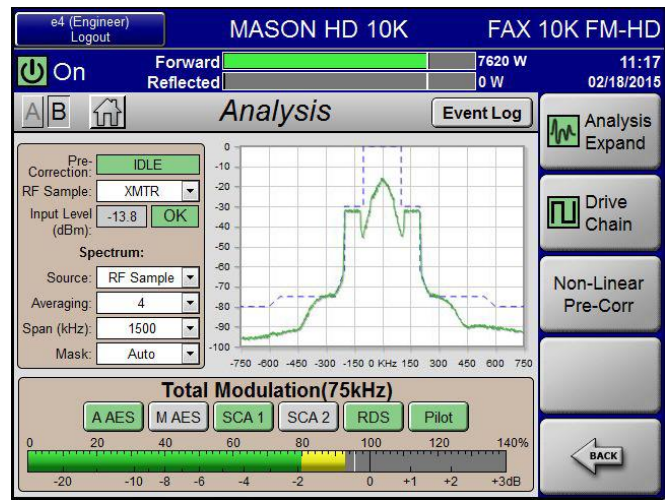 e4 (Engineer)
Logout
MASON HD 10K
FAX 10K FM-HD
On
Forward
7620 W
Reflected
0 W
11:17
02/18/2015
A B
Analysis
Event Log
Analysis
Expand
Pre-
Correction:
IDLE
RF Sample:
XMTR
Input Level
(dBm):
-13.8
OK
Spectrum:
Source:
RF Sample
Averaging:
4
Span (kHz):
1500
Mask:
Auto
0
-10
-20
-30
-40
-50
-60
-70
-80
-90
-100
-750 -600 -450 -300 -150 0 KHz 150 300 450 600 750
Drive
Chain
Non-Linear
Pre-Corr
Total Modulation(75kHz)
A AES
M AES
SCA 1
SCA 2
RDS
Pilot
0 20 40 60 80 100 120 140%
-20 -10 -8 -6 -4 -2 0 +1 +2 +3dB
BACK